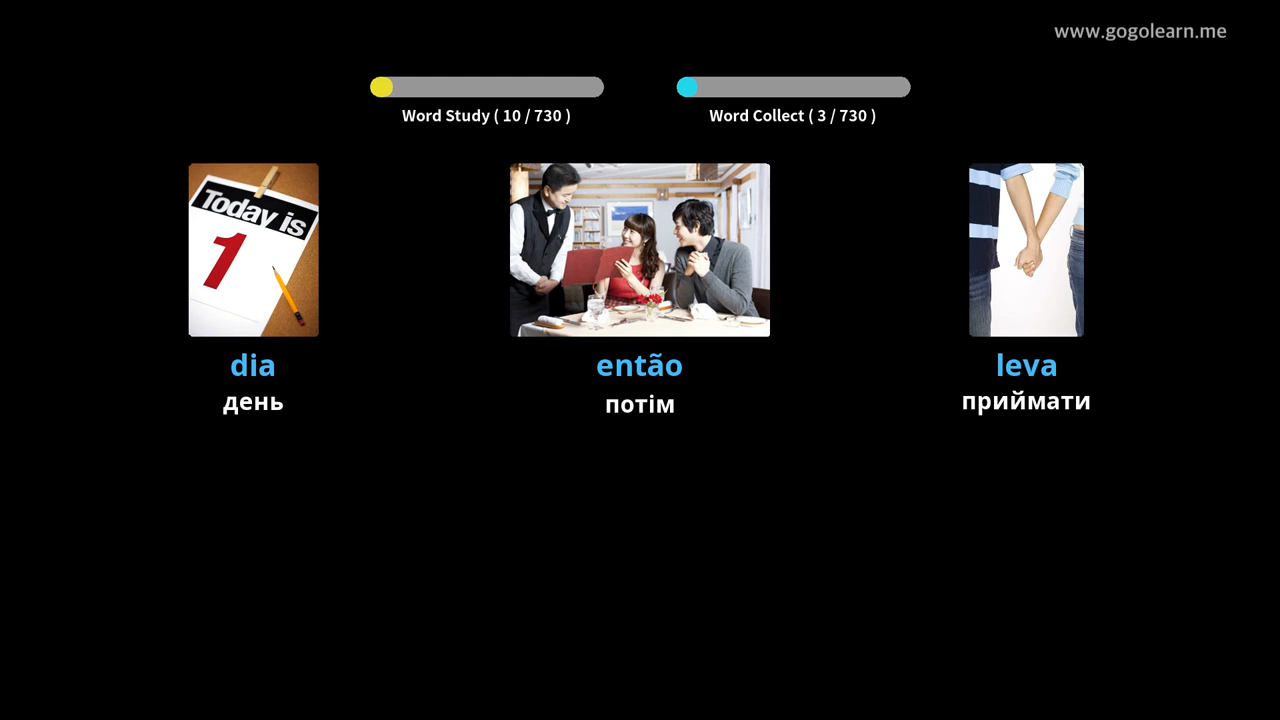 www.gogolearn.me
Word Study ( 10 / 730 )
Word Collect ( 3 / 730 )
Today is
1
dia
então
leva
день
потім
приймати